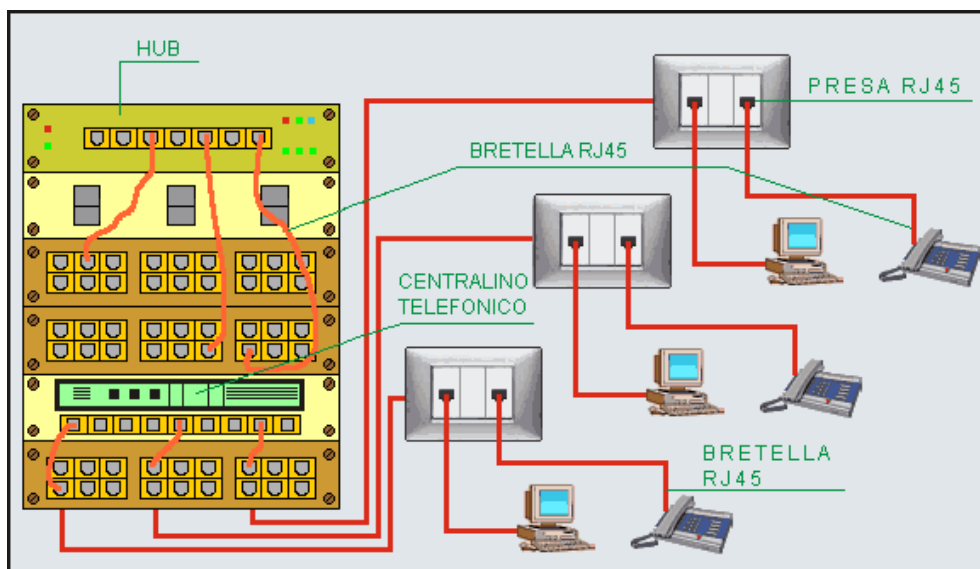 HUB
PRESA RJ45
BRETELLA RJ45
CENTRALINO
TELEFONICO
BRETELLA
RJ45